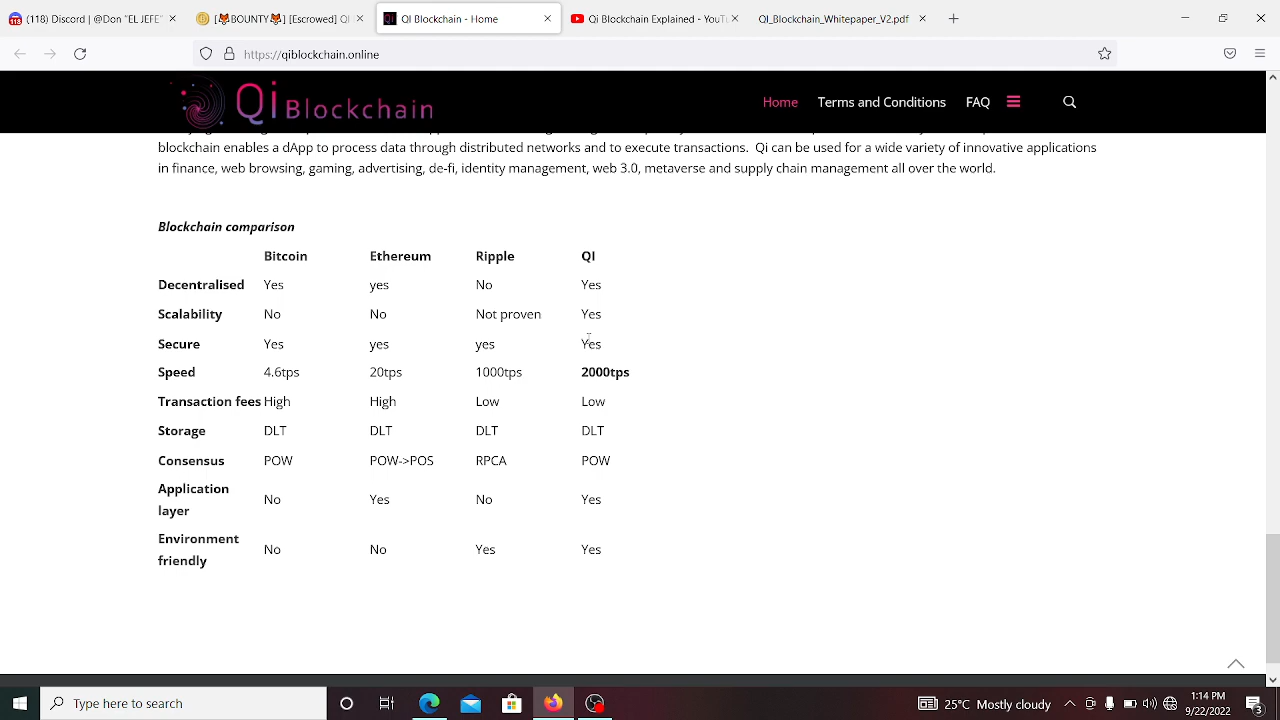 (118) Discord | @Don "ELJEFE"
[🦊BOUNTY🦊] [Escrowed] QI
QI Blockchain - Home
Qi Blockchain Explained - YouT
QI_Blockchain_Whitepaper_V2.pdf
https://qiblockchain.online
Qi Blockchain
Home Terms and Conditions FAQ
blockchain enables a dApp to process data through distributed networks and to execute transactions. Qi can be used for a wide variety of innovative applications
in finance, web browsing, gaming, advertising, de-fi, identity management, web 3.0, metaverse and supply chain management all over the world.
Blockchain comparison
Bitcoin Ethereum Ripple QI
Decentralised Yes yes No Yes
Scalability No No Not proven Yes
Secure Yes yes yes Yes
Speed 4.6tps 20tps 1000tps 2000tps
Transaction fees High High Low Low
Storage DLT DLT DLT DLT
Consensus POW POW->POS RPCA POW
Application
layer No Yes No Yes
Environment
friendly No No Yes Yes
Type here to search
25°C Mostly cloudy
1:14 PM
9/22/2022
3